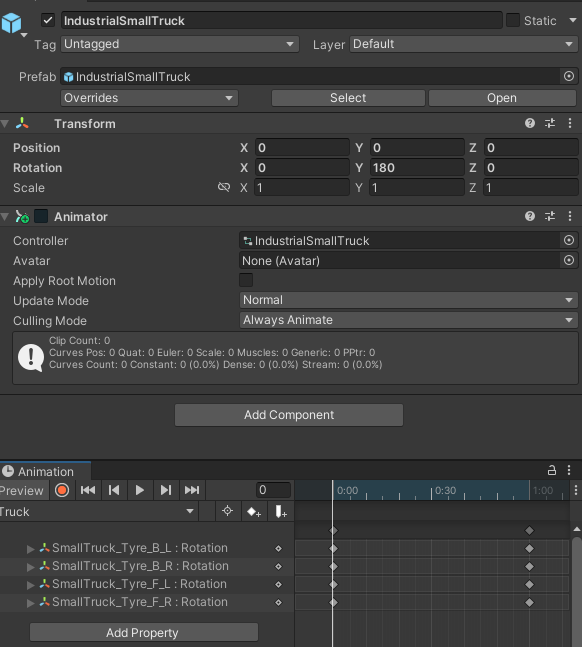 IndustrialSmallTruck Static
Tag Untagged Layer Default
Prefab IndustrialSmallTruck
Overrides Select Open
Transform
Position X 0 Y 0 Z 0
Rotation X 0 Y 180 Z 0
Scale X 1 Y 1 Z 1
Animator
Controller IndustrialSmallTruck
Avatar None (Avatar)
Apply Root Motion
Update Mode Normal
Culling Mode Always Animate
Clip Count: 0
Curves Pos: 0 Quat: 0 Euler: 0 Scale: 0 Muscles: 0 Generic: 0 PPtr: 0
Curves Count: 0 Constant: 0 (0.0%) Dense: 0 (0.0%) Stream: 0 (0.0%)
Add Component
Animation
Preview 0 0:00 0:30 1:00
Truck
SmallTruck_Tyre_B_L : Rotation
SmallTruck_Tyre_B_R : Rotation
SmallTruck_Tyre_F_L : Rotation
SmallTruck_Tyre_F_R : Rotation
Add Property